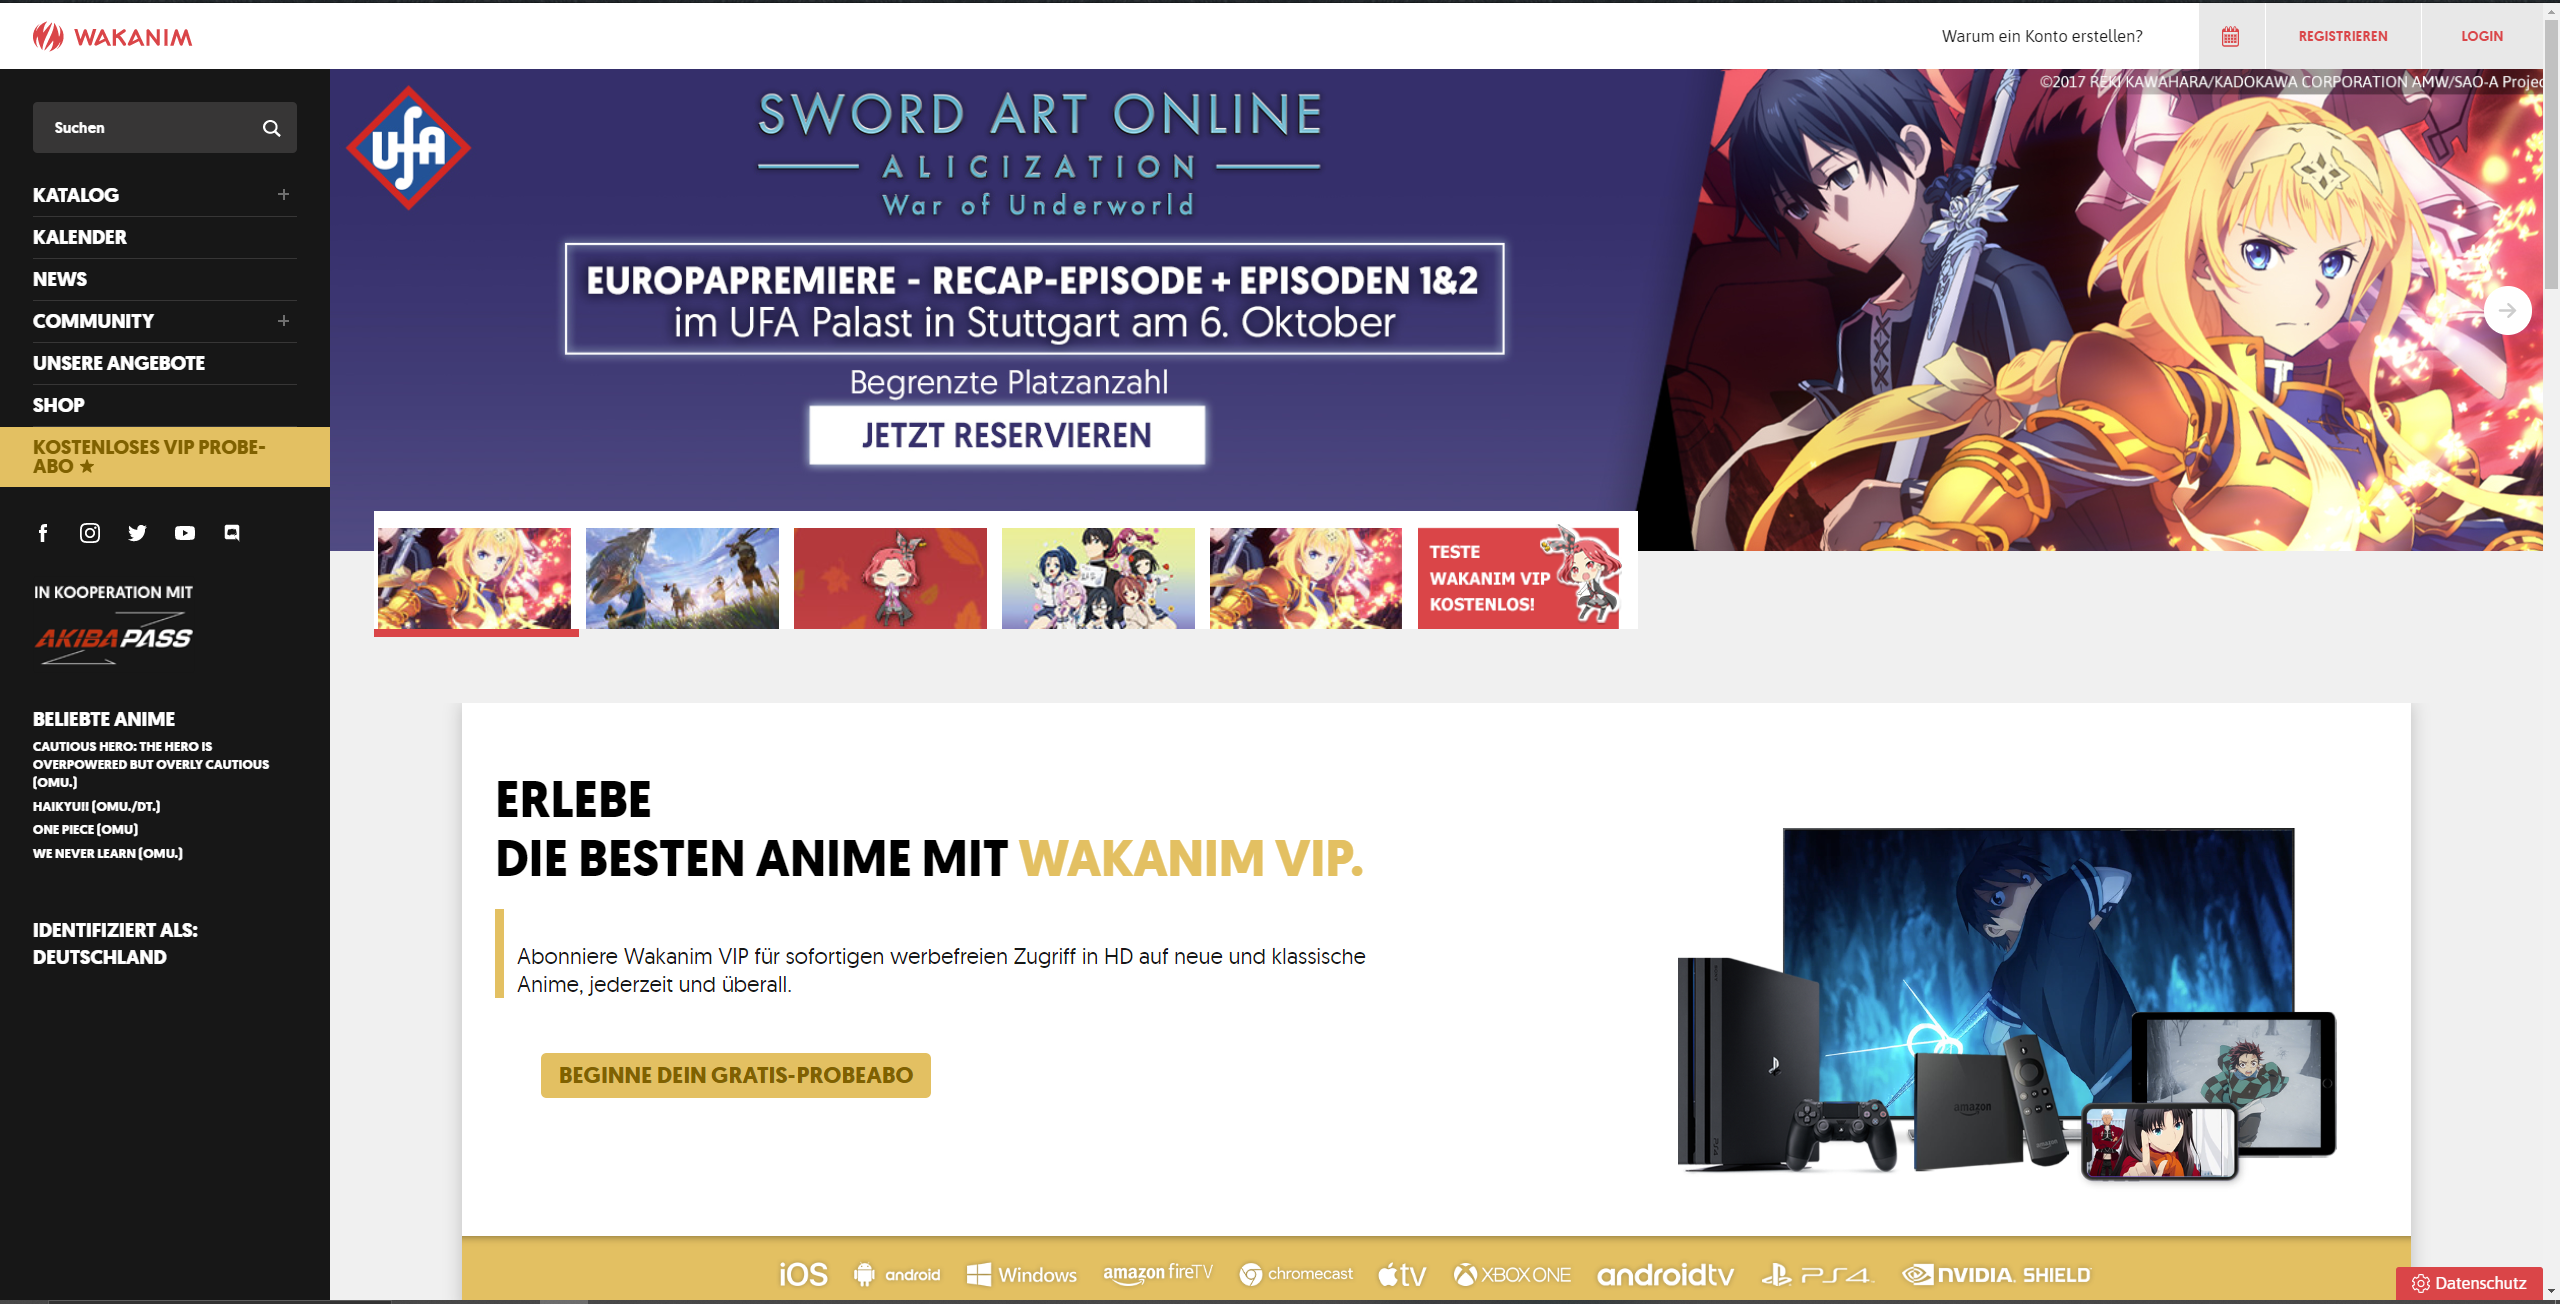 WAKANIM
Warum ein Konto erstellen?
REGISTRIEREN
LOGIN
Suchen
KATALOG
KALENDER
NEWS
COMMUNITY
UNSERE ANGEBOTE
SHOP
KOSTENLOSES VIP PROBE-
ABO ★
IN KOOPERATION MIT
AKIBA PASS
BELIEBTE ANIME
CAUTIOUS HERO: THE HERO IS
OVERPOWERED BUT OVERLY CAUTIOUS
(OMU.)
HAIKYU!! (OMU./DT.)
ONE PIECE (OMU)
WE NEVER LEARN (OMU.)
IDENTIFIZIERT ALS:
DEUTSCHLAND
©2017 REKI KAWAHARA/KADOKAWA CORPORATION AMW/SAO-A Projec
UFA
SWORD ART ONLINE
ALICIZATION
War of Underworld
EUROPAPREMIERE - RECAP-EPISODE + EPISODEN 1&2
im UFA Palast in Stuttgart am 6. Oktober
Begrenzte Platzanzahl
JETZT RESERVIEREN
TESTE
WAKANIM VIP
KOSTENLOS!
ERLEBE
DIE BESTEN ANIME MIT WAKANIM VIP.
Abonniere Wakanim VIP für sofortigen werbefreien Zugriff in HD auf neue und klassische
Anime, jederzeit und überall.
BEGINNE DEIN GRATIS-PROBEABO
amazon
amazon
iOS
android
Windows
amazon fireTV
chromecast
tv
XBOX ONE
androidtv
PS4
NVIDIA. SHIELD
Datenschutz